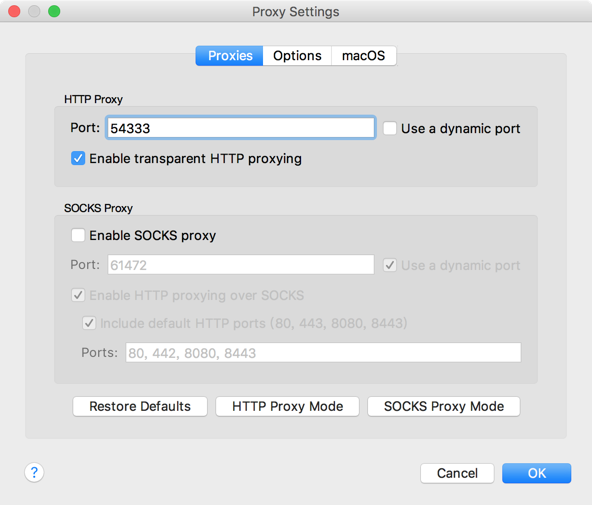 Proxy Settings
Proxies Options macOS
HTTP Proxy
Port: 54333 Use a dynamic port
Enable transparent HTTP proxying
SOCKS Proxy
Enable SOCKS proxy
Port: 61472 Use a dynamic port
Enable HTTP proxying over SOCKS
Include default HTTP ports (80, 443, 8080, 8443)
Ports: 80, 442, 8080, 8443
Restore Defaults HTTP Proxy Mode SOCKS Proxy Mode
? Cancel OK